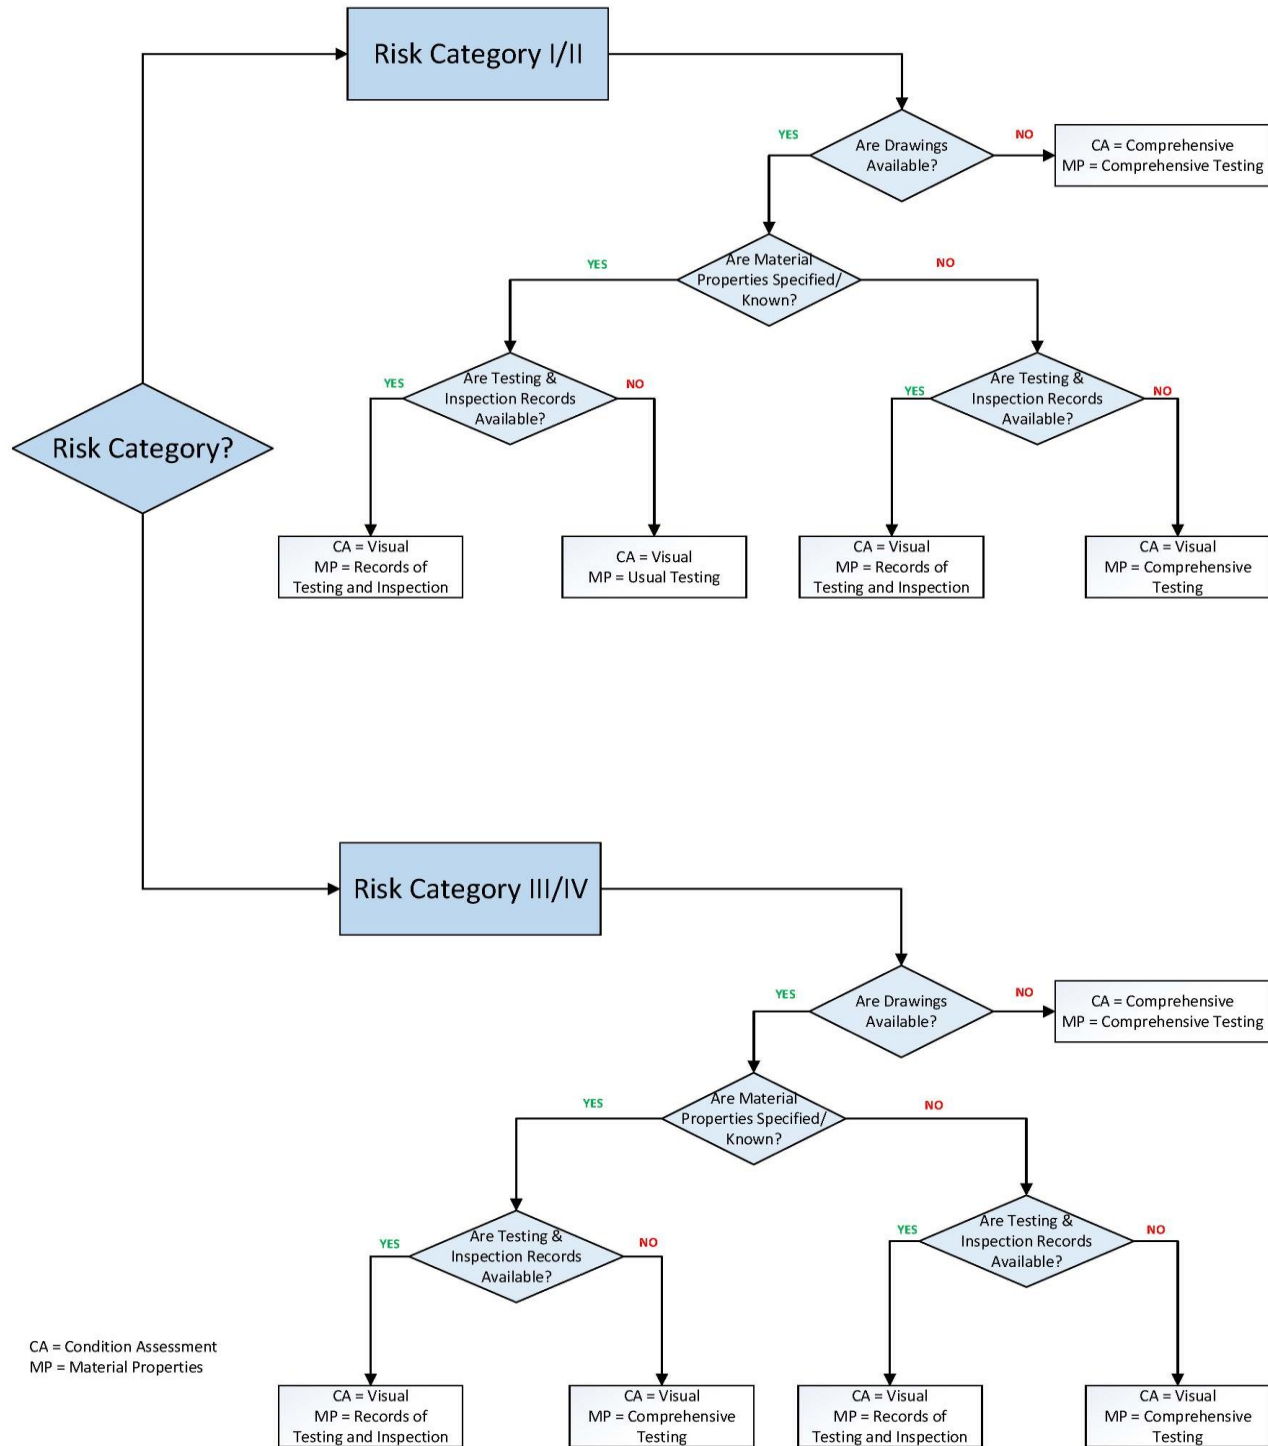 Risk Category I/II
YES
Are Drawings
Available?
NO
CA = Comprehensive
MP = Comprehensive Testing
YES
Are Material
Properties Specified/
Known?
NO
YES
Are Testing &
Inspection Records
Available?
NO
YES
Are Testing &
Inspection Records
Available?
NO
Risk Category?
CA = Visual
MP = Records of
Testing and Inspection
CA = Visual
MP = Usual Testing
CA = Visual
MP = Records of
Testing and Inspection
CA = Visual
MP = Comprehensive
Testing
Risk Category III/IV
YES
Are Drawings
Available?
NO
CA = Comprehensive
MP = Comprehensive Testing
YES
Are Material
Properties Specified/
Known?
NO
YES
Are Testing &
Inspection Records
Available?
NO
YES
Are Testing &
Inspection Records
Available?
NO
CA = Condition Assessment
MP = Material Properties
CA = Visual
MP = Records of
Testing and Inspection
CA = Visual
MP = Comprehensive
Testing
CA = Visual
MP = Records of
Testing and Inspection
CA = Visual
MP = Comprehensive
Testing